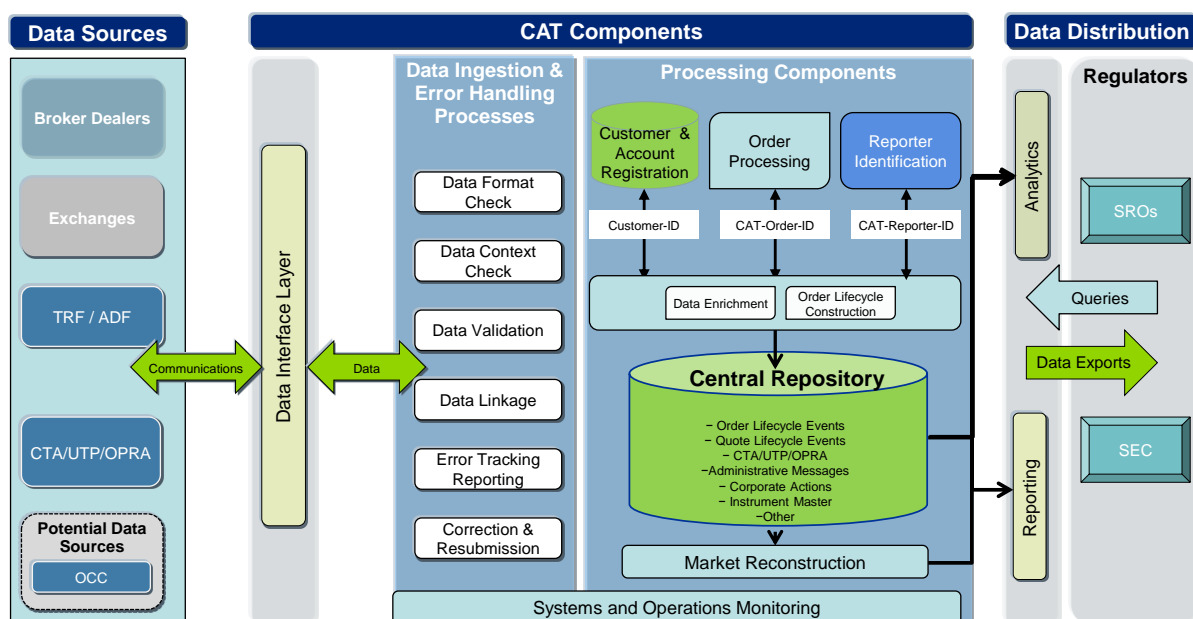 Data Sources
CAT Components
Data Distribution
Broker Dealers
Exchanges
TRF / ADF
CTA/UTP/OPRA
Potential Data
Sources
OCC
Communications
Data Interface Layer
Data
Data Ingestion &
Error Handling
Processes
Data Format
Check
Data Context
Check
Data Validation
Data Linkage
Error Tracking
Reporting
Correction &
Resubmission
Processing Components
Customer &
Account
Registration
Order
Processing
Reporter
Identification
Customer-ID
CAT-Order-ID
CAT-Reporter-ID
Data Enrichment
Order Lifecycle
Construction
Central Repository
− Order Lifecycle Events
− Quote Lifecycle Events
− CTA/UTP/OPRA
−Administrative Messages
− Corporate Actions
− Instrument Master
−Other
Market Reconstruction
Systems and Operations Monitoring
Analytics
Reporting
Regulators
SROs
Queries
Data Exports
SEC